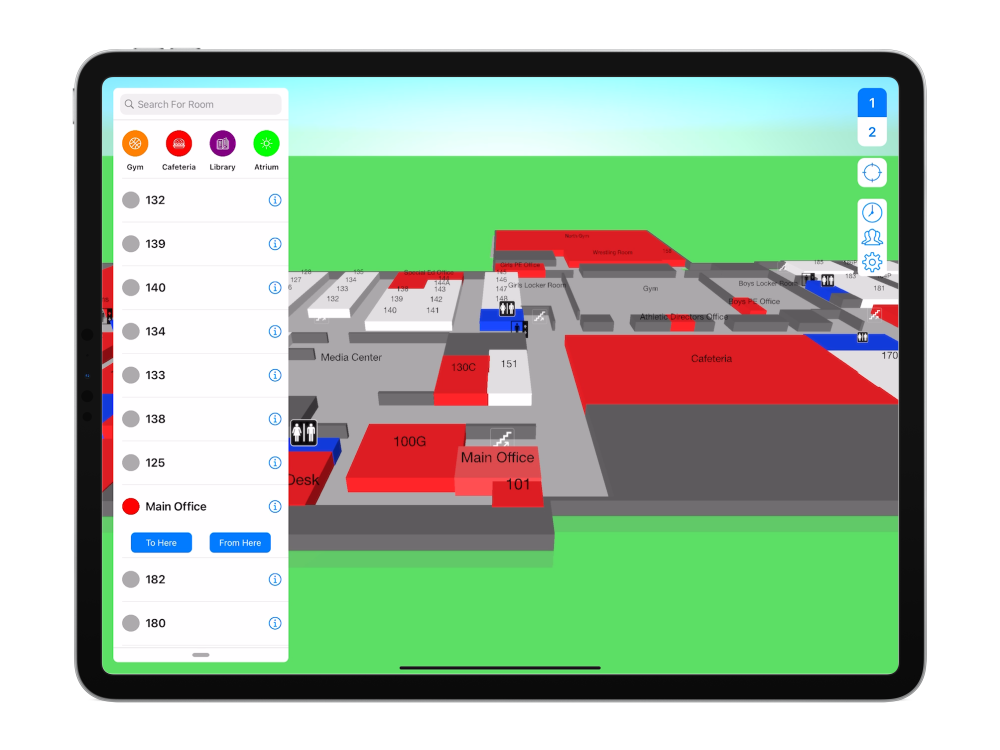 Search For Room
Gym
Cafeteria
Library
Atrium
132
139
140
134
133
138
125
Main Office
To Here
From Here
182
180
1
2
Wrestling Room
Girls PE Office
Special Ed Office
Girls Locker Room
Gym
Boys Locker Room
Boys PE Office
Athletic Directors Office
128
127
6
135
134
133
132
138
144A
143
139
142
140
141
145
146
147
148
185
183
181
170
Media Center
130C
151
Cafeteria
100G
Main Office
101
Desk